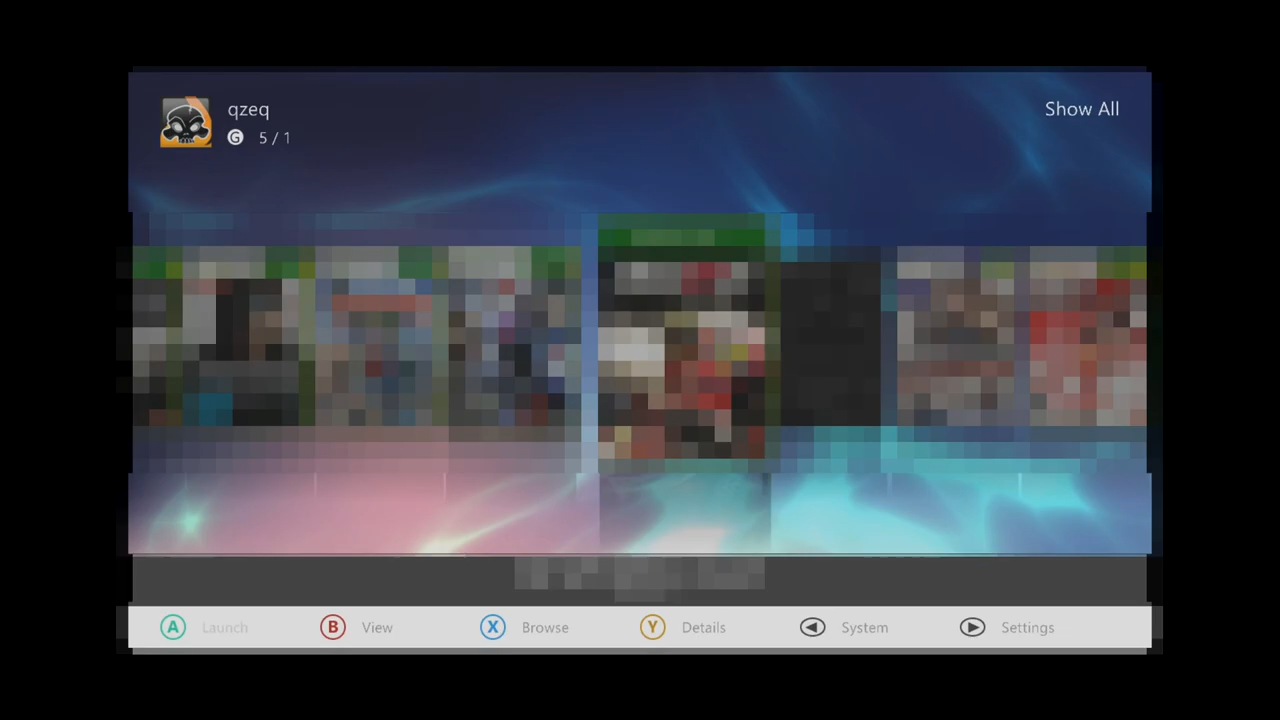 qzeq
G 5 / 1
Show All
A Launch
B View
X Browse
Y Details
System
Settings